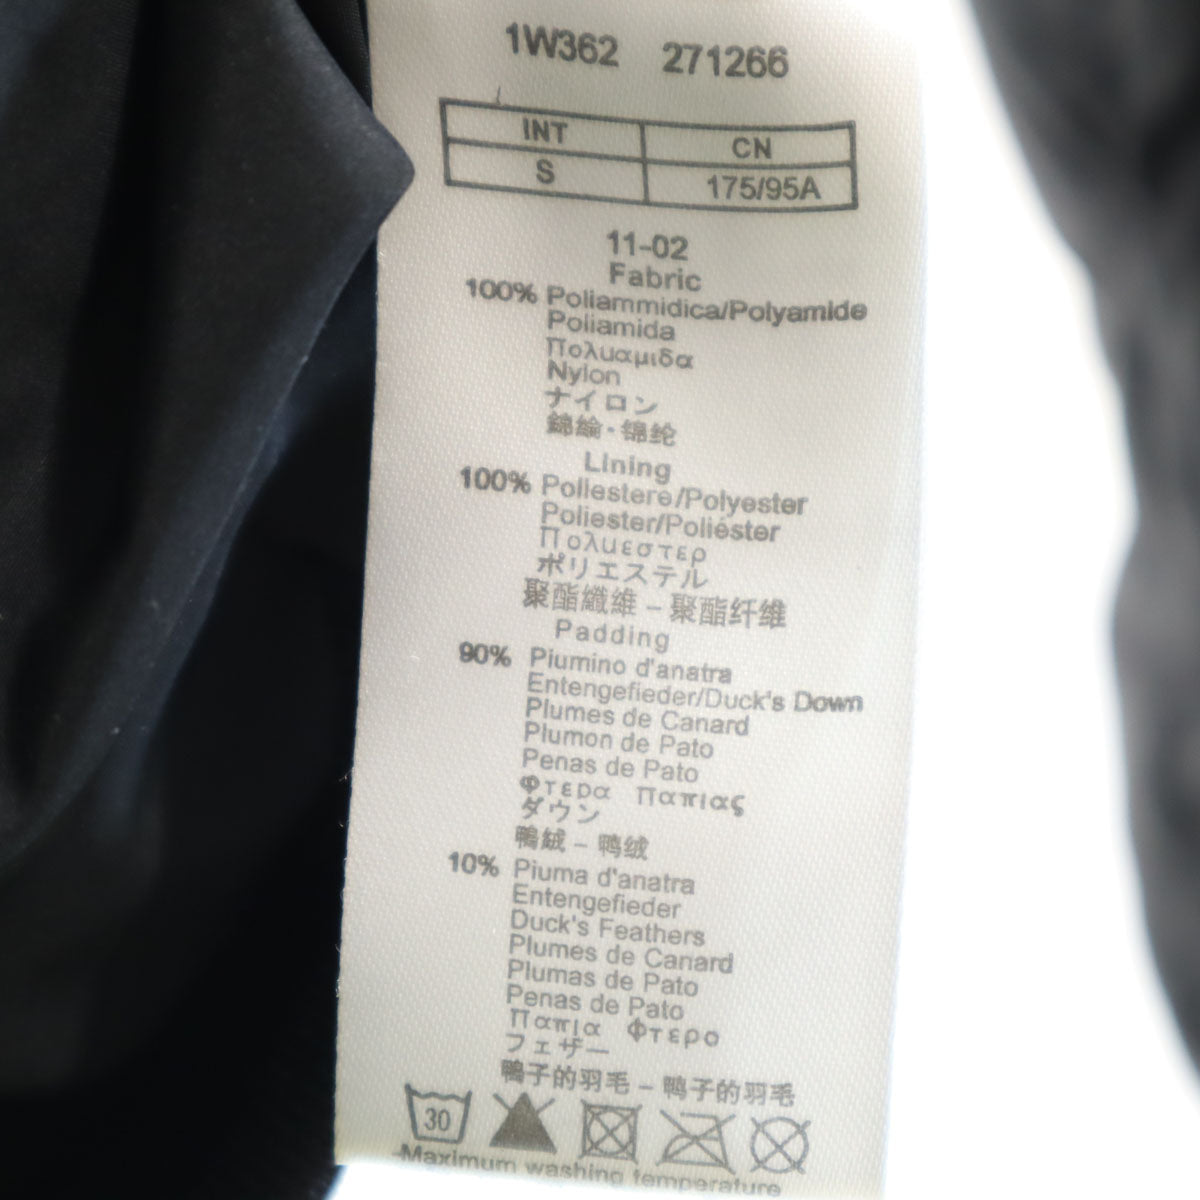 1W362 271266
INT CN
S 175/95A
11-02
Fabric
100% Poliammidica/Polyamide
Poliamida
Πολυαμιδα
Nylon
ナイロン
錦綸·锦纶
Lining
100% Poliestere/Polyester
Poliester/Poliéster
Πολυεστερ
ポリエステル
聚酯纖維 – 聚酯纤维
Padding
90% Piumino d'anatra
Entengefieder/Duck's Down
Plumes de Canard
Plumon de Pato
Penas de Pato
Φτερα Παπιας
ダウン
鴨絨 – 鸭绒
10% Piuma d'anatra
Entengefieder
Duck's Feathers
Plumes de Canard
Plumas de Pato
Penas de Pato
Παπια Φτερο
フェザー
鴨子的羽毛 – 鸭子的羽毛
30
-Maximum washing temperature